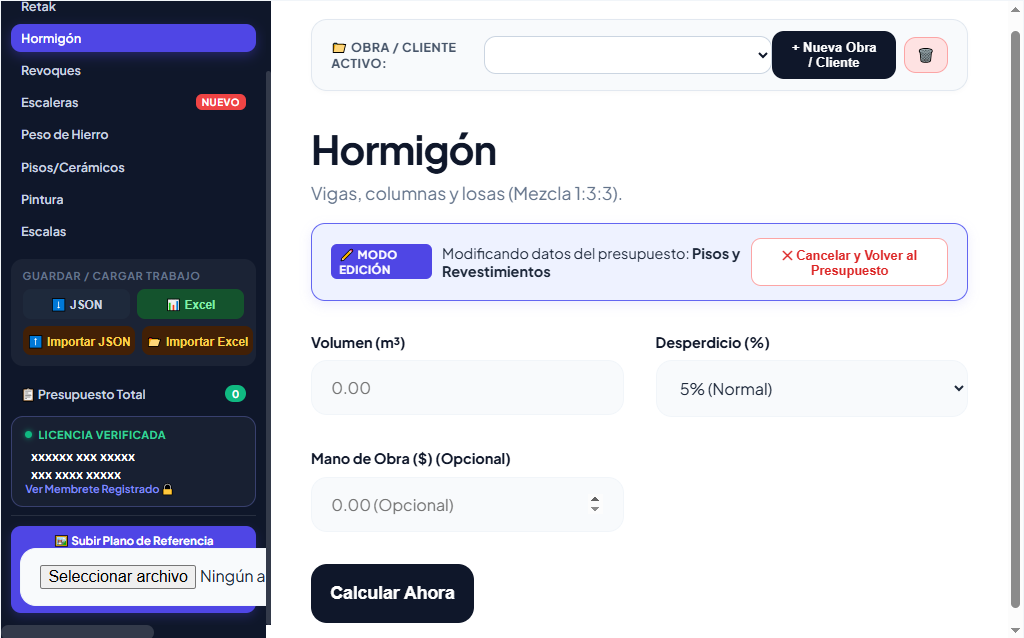 Retak
Hormigón
Revoques
Escaleras NUEVO
Peso de Hierro
Pisos/Cerámicos
Pintura
Escalas
GUARDAR / CARGAR TRABAJO
JSON Excel
Importar JSON Importar Excel
Presupuesto Total 0
LICENCIA VERIFICADA
xxxxxx xxx xxxxx
xxx xxxx xxxxx
Ver Membrete Registrado
Subir Plano de Referencia
Seleccionar archivo Ningún a
OBRA / CLIENTE
ACTIVO:
+ Nueva Obra
/ Cliente
Hormigón
Vigas, columnas y losas (Mezcla 1:3:3).
MODO
EDICIÓN
Modificando datos del presupuesto: Pisos y
Revestimientos
Cancelar y Volver al
Presupuesto
Volumen (m³) Desperdicio (%)
0.00 5% (Normal)
Mano de Obra ($) (Opcional)
0.00 (Opcional)
Calcular Ahora